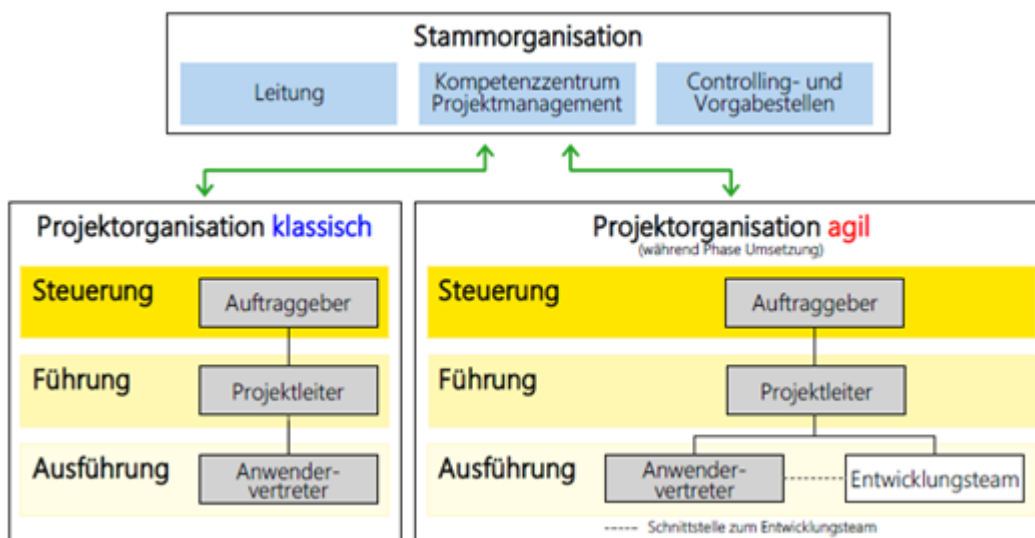 Stammorganisation
Leitung
Kompetenzzentrum
Projektmanagement
Controlling- und
Vorgabestellen
Projektorganisation klassisch
Steuerung
Auftraggeber
Führung
Projektleiter
Ausführung
Anwender-
vertreter
Projektorganisation agil
(während Phase Umsetzung)
Steuerung
Auftraggeber
Führung
Projektleiter
Ausführung
Anwender-
vertreter
Entwicklungsteam
Schnittstelle zum Entwicklungsteam